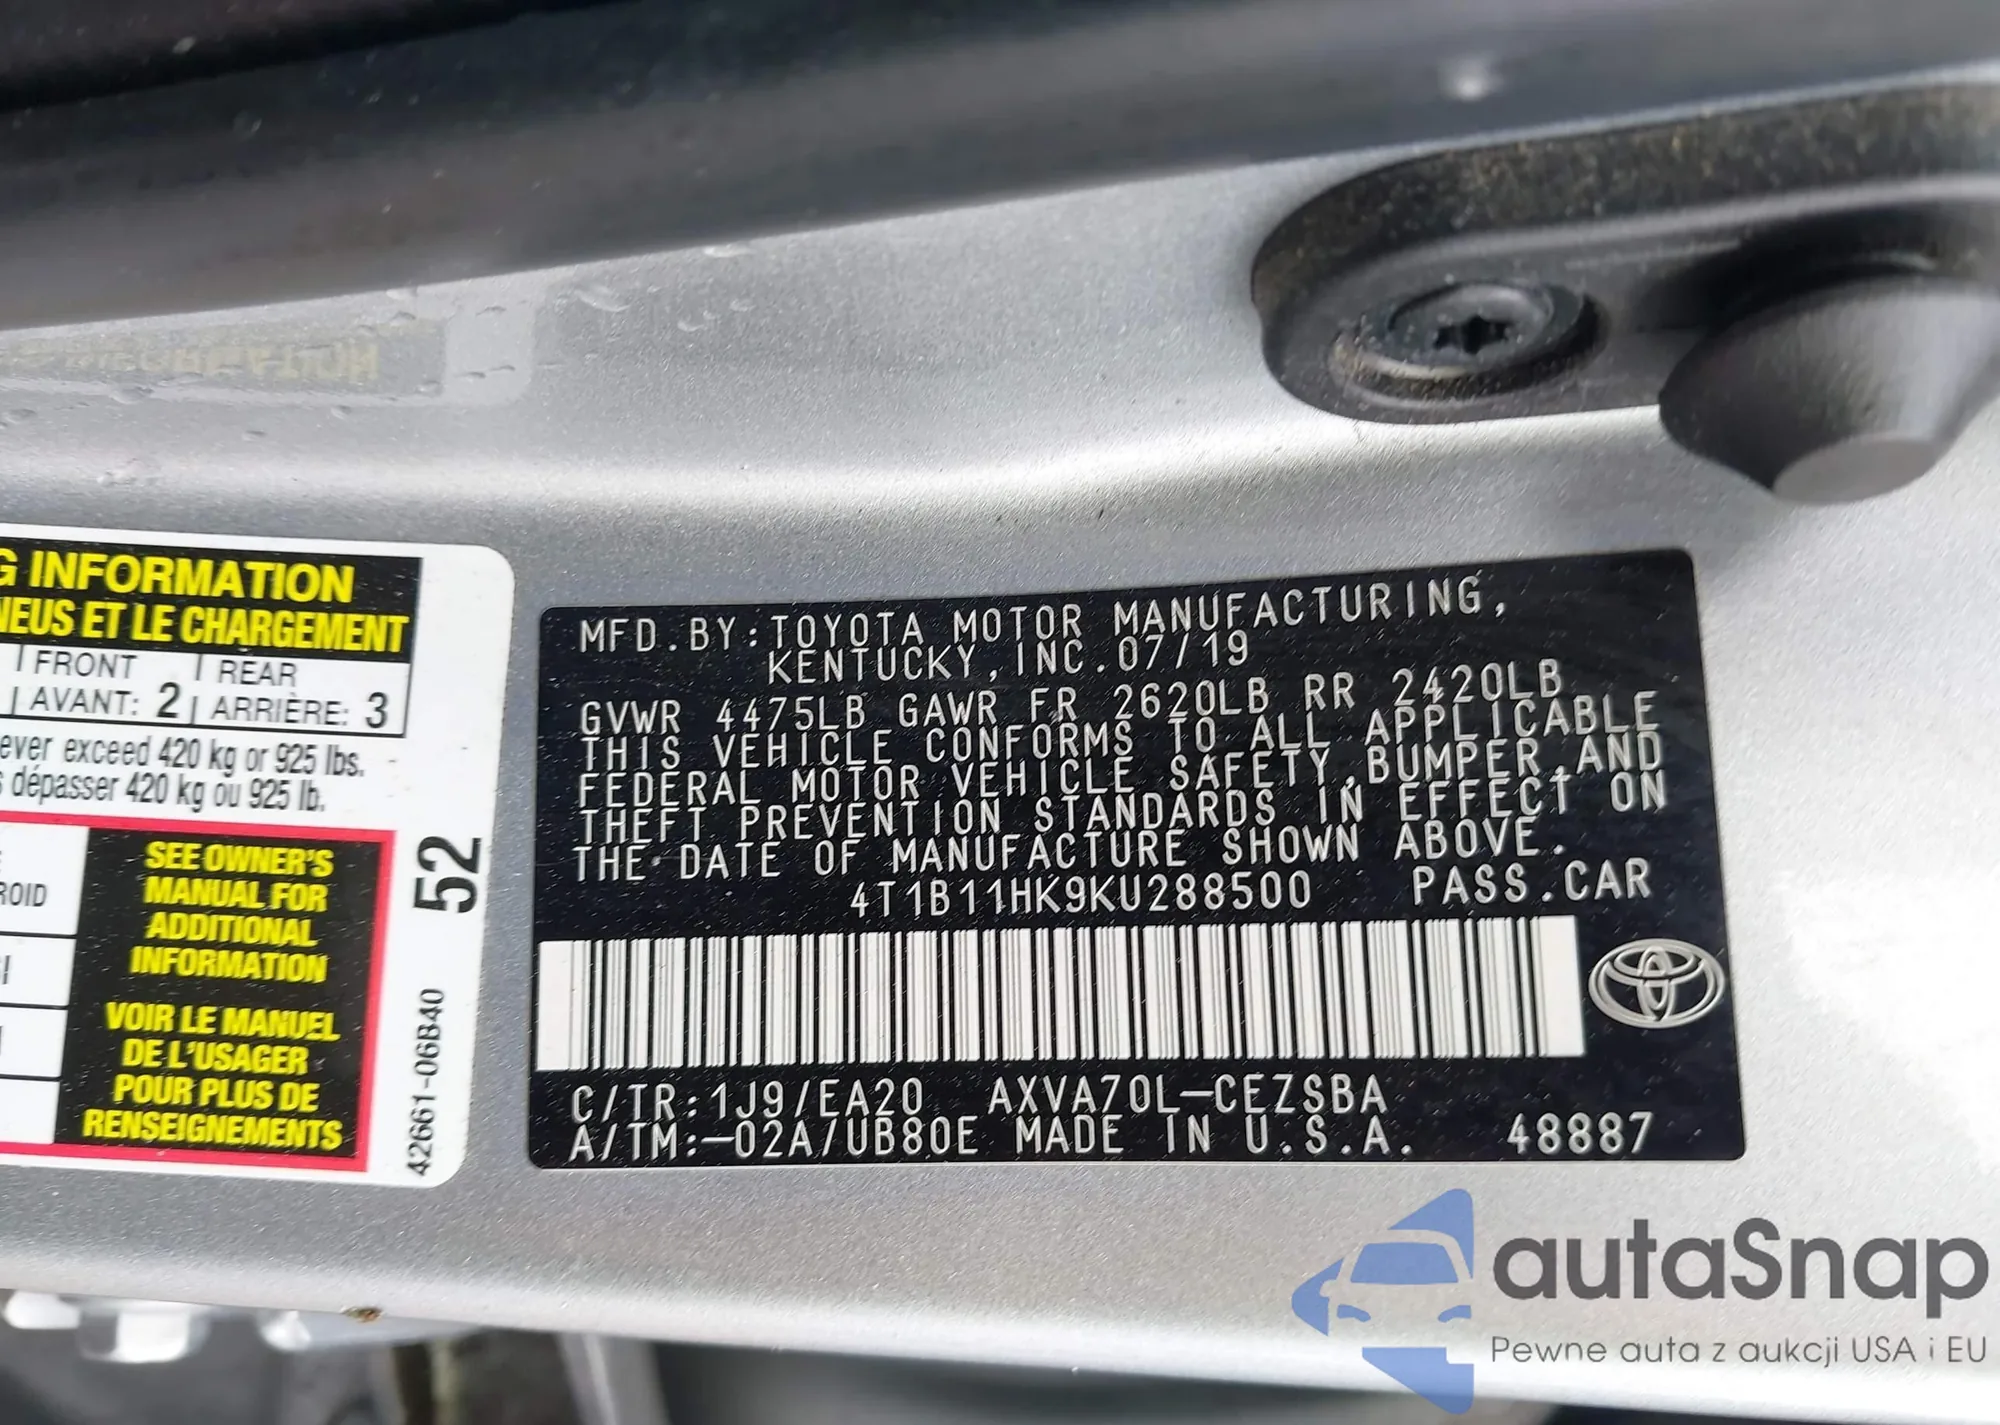 G INFORMATION
NEUS ET LE CHARGEMENT
FRONT REAR
AVANT: 2 ARRIÈRE: 3
ever exceed 420 kg or 925 lbs.
s dépasser 420 kg ou 925 lb.
ROID
SEE OWNER'S
MANUAL FOR
ADDITIONAL
INFORMATION
VOIR LE MANUEL
DE L'USAGER
POUR PLUS DE
RENSEIGNEMENTS
52
42661-06B40
MFD.BY:TOYOTA MOTOR MANUFACTURING,
KENTUCKY,INC.07/19
GVWR 4475LB GAWR FR 2620LB RR 2420LB
THIS VEHICLE CONFORMS TO ALL APPLICABLE
FEDERAL MOTOR VEHICLE SAFETY,BUMPER,AND
THEFT PREVENTION STANDARDS IN EFFECT ON
THE DATE OF MANUFACTURE SHOWN ABOVE.
4T1B11HK9KU288500 PASS.CAR
C/TR:1J9/EA20 AXVA70L-CEZSBA
A/TM:-02A/UB80E MADE IN U.S.A. 48887
autaSnap
Pewne auta z aukcji USA i EU